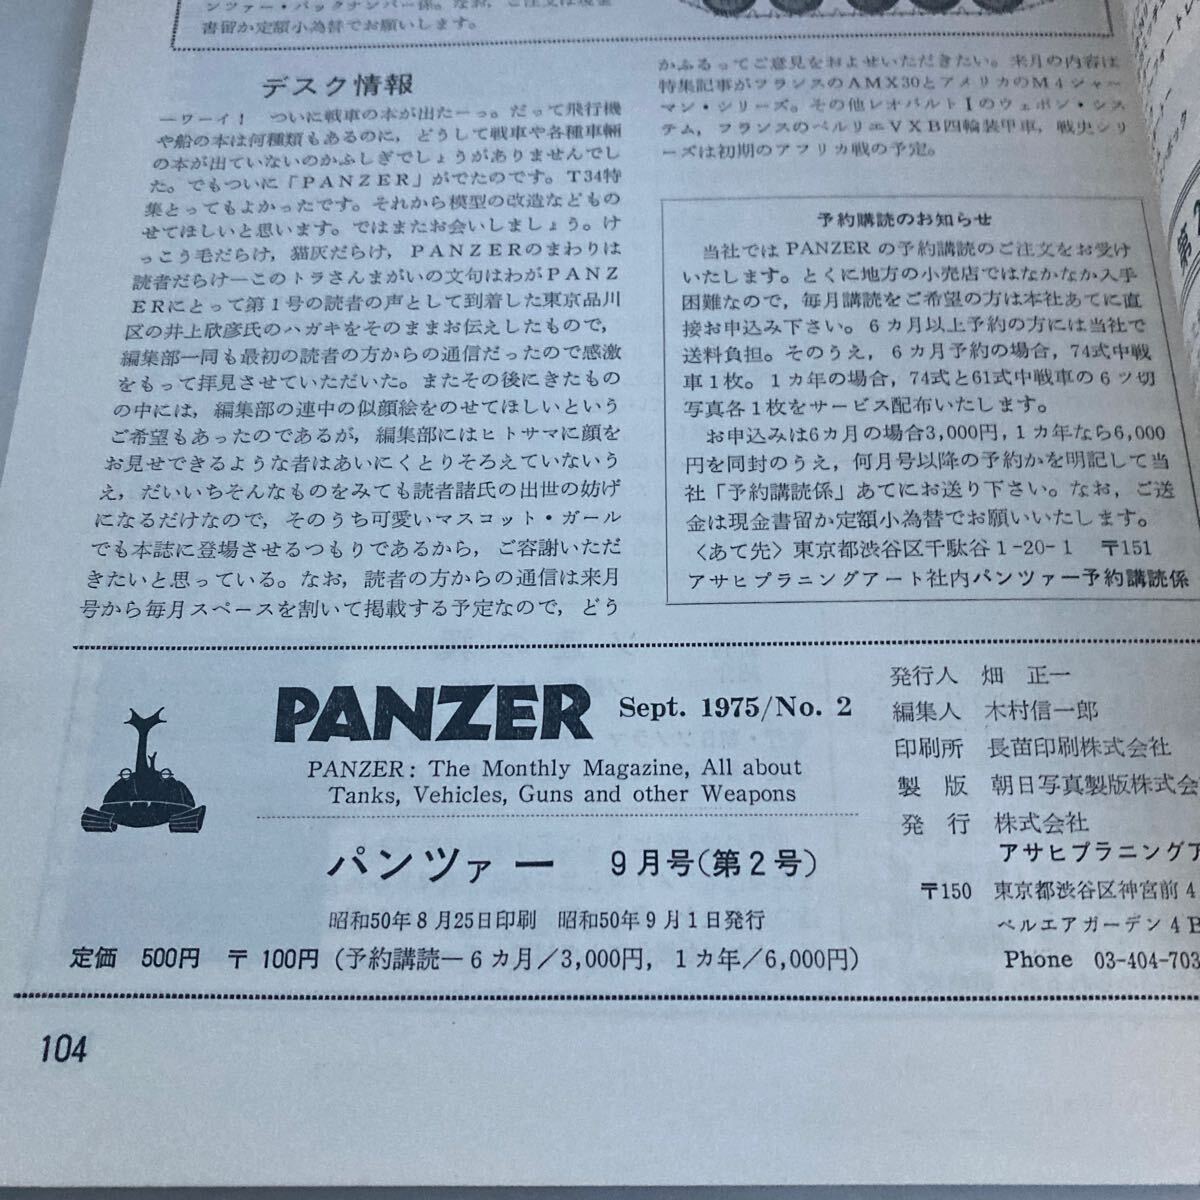 ンツァー・バックナンバー係。なお，ご注文は現金
書留か定額小為替でお願いします。
デスク情報
―ワーイ！　ついに戦車の本が出たーっ。だって飛行機
や船の本は何種類もあるのに，どうして戦車や各種車輛
の本が出ていないのかふしぎでしょうがありませんでし
た。でもついに「PANZER」がでたのです。T34特
集とってもよかったです。それから模型の改造などもの
せてほしいと思います。ではまたお会いしましょう。け
っこう毛だらけ，猫灰だらけ，PANZERのまわりは
読者だらけ―このトラさんまがいの文句はわがPANZ
ERにとって第1号の読者の声として到着した東京品川
区の井上欣彦氏のハガキをそのままお伝えしたもので，
編集部一同も最初の読者の方からの通信だったので感激
をもって拝見させていただいた。またその後にきたもの
の中には，編集部の連中の似顔絵をのせてほしいという
ご希望もあったのであるが，編集部にはヒトサマに顔を
お見せできるような者はあいにくとりそろえていないう
え，だいいちそんなものをみても読者諸氏の出世の妨げ
になるだけなので，そのうち可愛いマスコット・ガール
でも本誌に登場させるつもりであるから，ご容謝いただ
きたいと思っている。なお，読者の方からの通信は来月
号から毎月スペースを割いて掲載する予定なので，どう
かふるってご意見をおよせいただきたい。来月の内容は
特集記事がフランスのAMX30とアメリカのM4シャー
マン・シリーズ。その他レオパルトIのウェポン・シス
テム，フランスのベルリエVXB四輪装甲車，戦史シリ
ーズは初期のアフリカ戦の予定。
予約購読のお知らせ
当社では PANZER の予約購読のご注文をお受け
いたします。とくに地方の小売店ではなかなか入手
困難なので，毎月購読をご希望の方は本社あてに直
接お申込み下さい。6カ月以上予約の方には当社で
送料負担。そのうえ，6カ月予約の場合，74式中戦
車1枚。1カ年の場合，74式と61式中戦車の6ツ切
写真各1枚をサービス配布いたします。
お申込みは6カ月の場合3,000円，1カ年なら6,000
円を同封のうえ，何月号以降の予約かを明記して当
社「予約購読係」あてにお送り下さい。なお，ご送
金は現金書留か定額小為替でお願いいたします。
〈あて先〉東京都渋谷区千駄谷1-20-1　〒151
アサヒプラニングアート社内パンツァー予約購読係
PANZER Sept. 1975/No. 2
PANZER: The Monthly Magazine, All about
Tanks, Vehicles, Guns and other Weapons
パンツァー　9月号(第2号)
昭和50年8月25日印刷　昭和50年9月1日発行
定価　500円　〒100円(予約購読―6カ月/3,000円，1カ年/6,000円)
発行人　畑　正一
編集人　木村信一郎
印刷所　長苗印刷株式会社
製　版　朝日写真製版株式会
発　行　株式会社
アサヒプラニングア
〒150　東京都渋谷区神宮前4
ベルエアガーデン4B
Phone　03-404-703
104